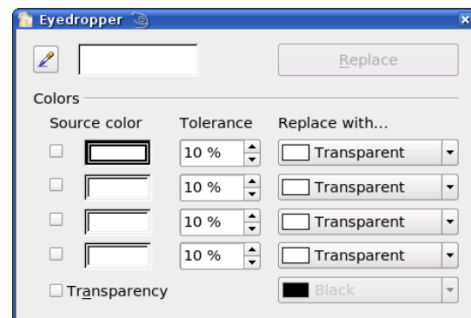 Eyedropper
Replace
Colors
Source color Tolerance Replace with...
10 % Transparent
10 % Transparent
10 % Transparent
10 % Transparent
Transparency Black